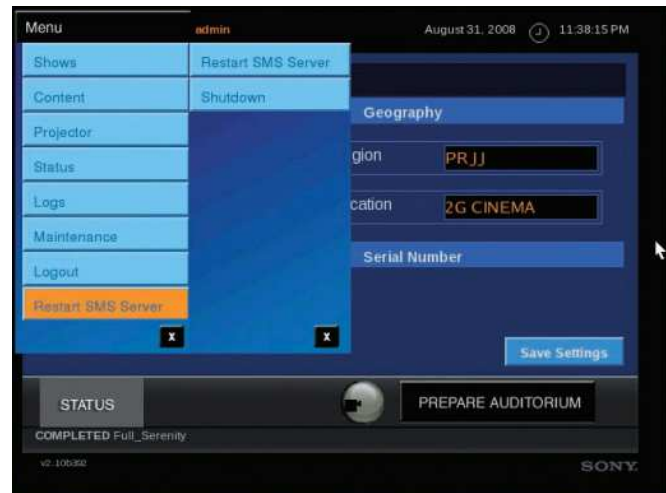 Menu
admin
August 31, 2008
11:38:15 PM
Shows
Content
Projector
Status
Logs
Maintenance
Logout
Restart SMS Server
x
Restart SMS Server
Shutdown
x
Geography
gion
PRJJ
cation
2G CINEMA
Serial Number
Save Settings
STATUS
PREPARE AUDITORIUM
COMPLETED Full_Serenity
SONY